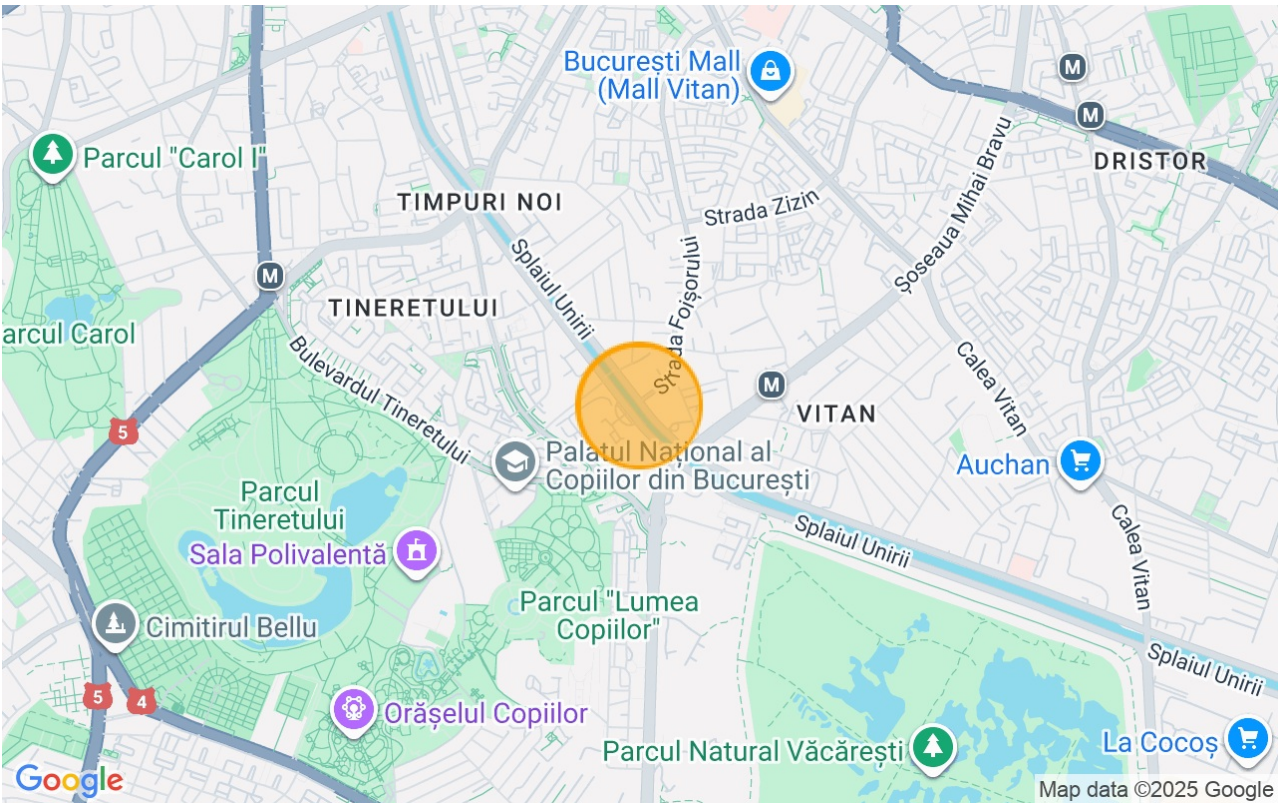 București Mall
(Mall Vitan)
M
M
Parcul "Carol I"
DRISTOR
TIMPURI NOI
Strada Zizin
Șoseaua Mihai Bravu
Splaiul Unirii
Strada Foișorului
M
TINERETULUI
arcul Carol
Bulevardul Tineretului
Calea Vitan
M
VITAN
5
Palatul Național al
Copiilor din București
Auchan
Parcul
Tineretului
Sala Polivalentă
Splaiul Unirii
Calea Vitan
Parcul "Lumea
Copiilor"
Cimitirul Bellu
Splaiul Unirii
5
4
Orășelul Copiilor
Parcul Natural Văcărești
La Cocoș
Google
Map data ©2025 Google